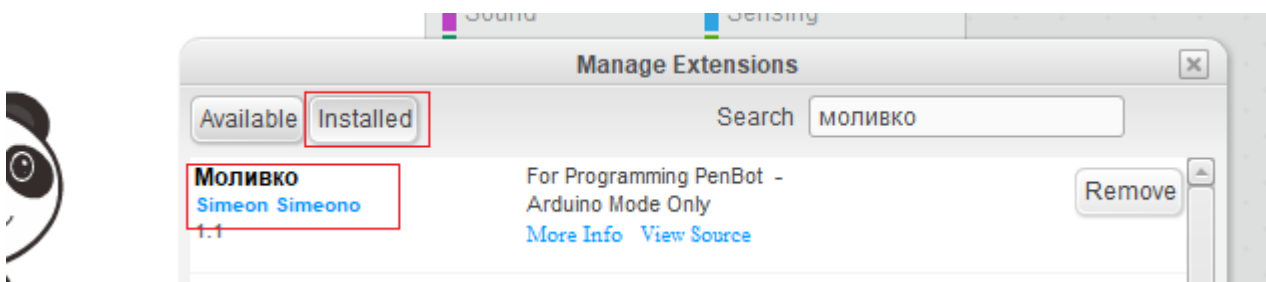 Sound Sensing
Manage Extensions
Available Installed Search моливко
Моливко
Simeon Simeono
1.1
For Programming PenBot -
Arduino Mode Only
More Info View Source
Remove